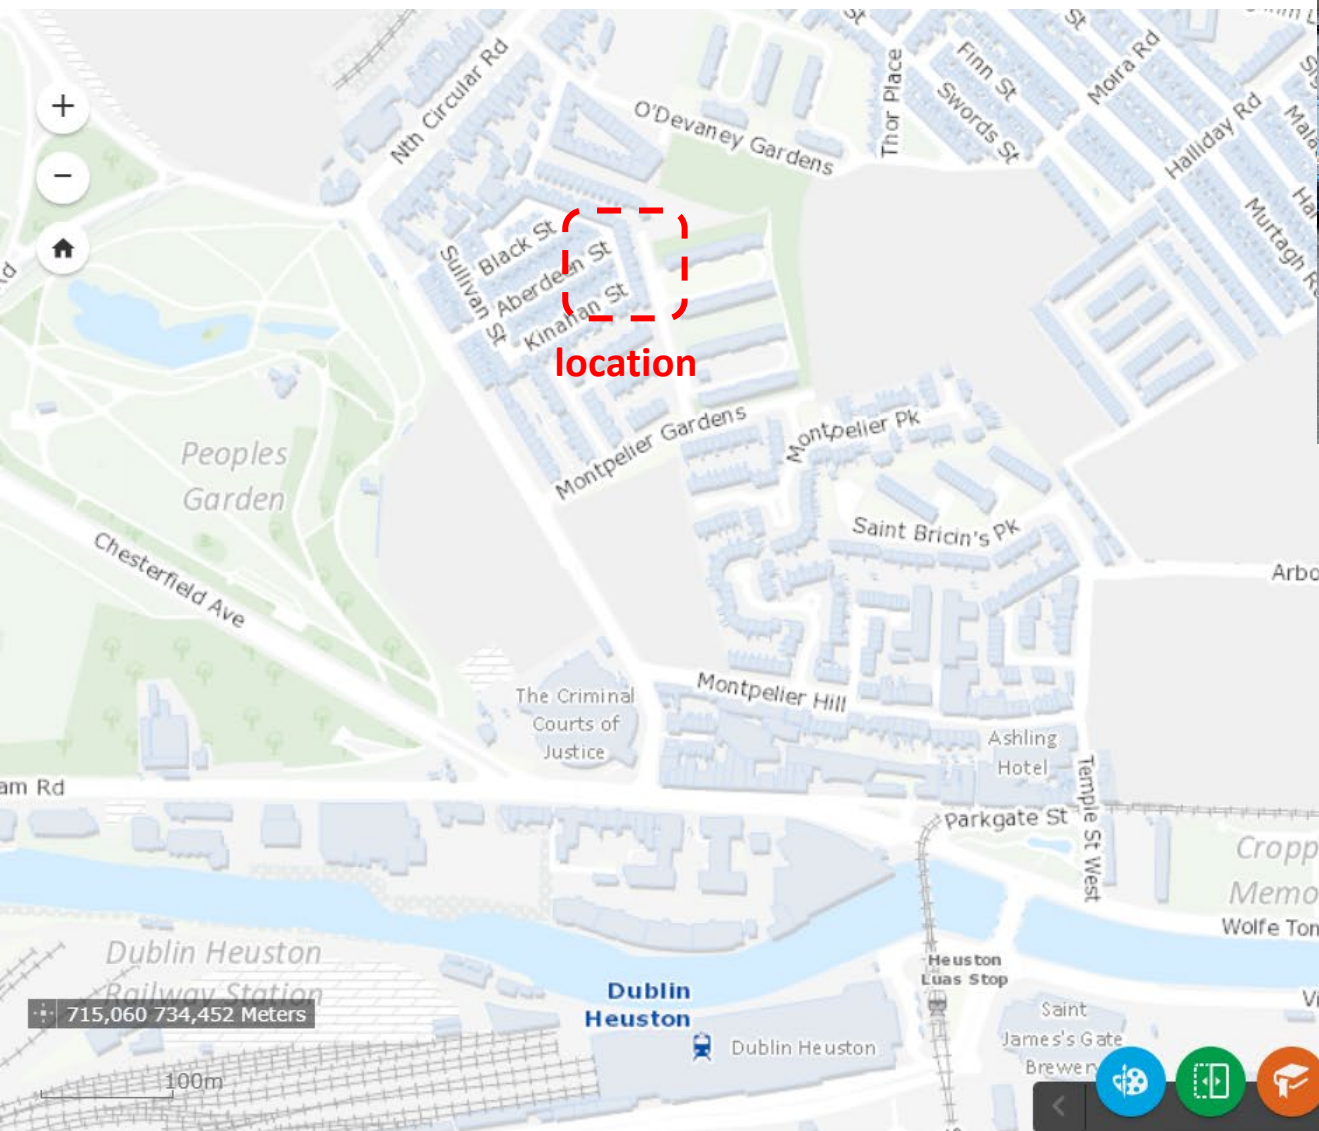 Nth Circular Rd
O'Devaney Gardens
Thor Place
St
Finn St
Swords St
St
Moira Rd
Halliday Rd
Murtagh R
Black St
Aberdeen St
Kinahan St
Sullivan St
location
Montpelier Gardens
Montpelier Pk
Saint Bricin's Pk
Peoples
Garden
Chesterfield Ave
Arbo
Montpelier Hill
The Criminal
Courts of
Justice
Ashling
Hotel
Temple St West
am Rd
Parkgate St
Cropp
Memo
Wolfe Ton
Dublin Heuston
Railway Station
Heuston
Luas Stop
Dublin
Heuston
715,060 734,452 Meters
Dublin Heuston
Saint
James's Gate
Brewery
100m